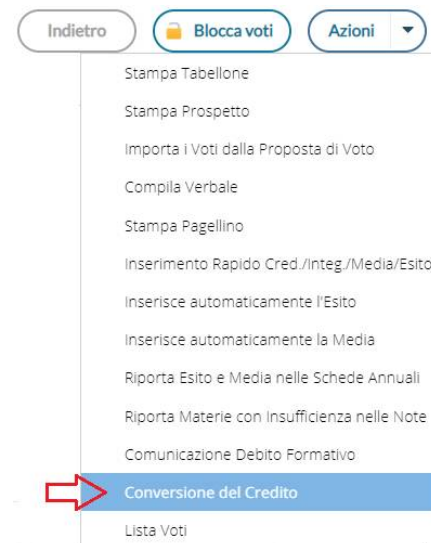 Indietro
Blocca voti
Azioni
Stampa Tabellone
Stampa Prospetto
Importa i Voti dalla Proposta di Voto
Compila Verbale
Stampa Pagellino
Inserimento Rapido Cred./Integ./Media/Esito
Inserisce automaticamente l'Esito
Inserisce automaticamente la Media
Riporta Esito e Media nelle Schede Annuali
Riporta Materie con Insufficienza nelle Note
Comunicazione Debito Formativo
Conversione del Credito
Lista Voti